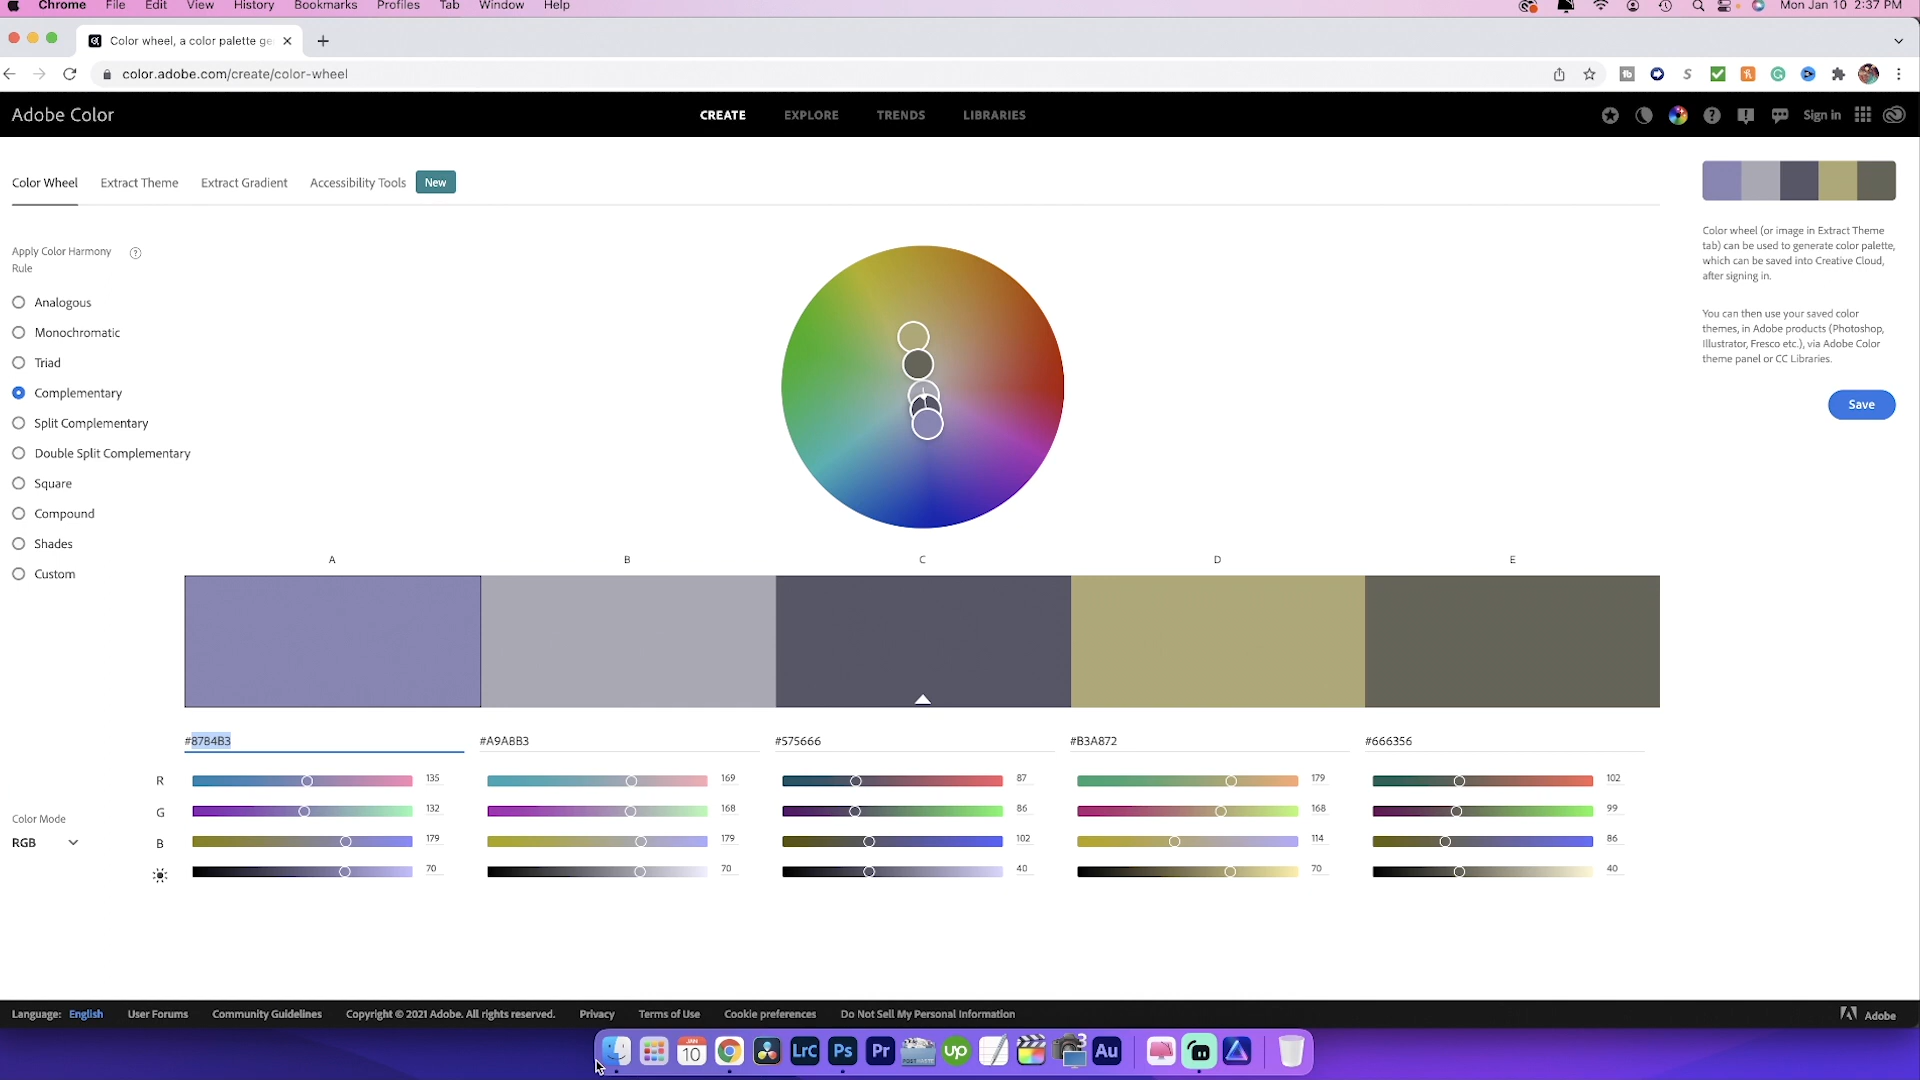 Chrome File Edit View History Bookmarks Profiles Tab Window Help Mon Jan 10 2:37 PM
Color wheel, a color palette ge
color.adobe.com/create/color-wheel
Adobe Color CREATE EXPLORE TRENDS LIBRARIES Sign in
Color Wheel Extract Theme Extract Gradient Accessibility Tools New
Color wheel (or image in Extract Theme
tab) can be used to generate color palette,
which can be saved into Creative Cloud,
after signing in.
You can then use your saved color
themes, in Adobe products (Photoshop,
Illustrator, Fresco etc.), via Adobe Color
theme panel or CC Libraries.
Save
Apply Color Harmony
Rule
Analogous
Monochromatic
Triad
Complementary
Split Complementary
Double Split Complementary
Square
Compound
Shades
Custom
A B C D E
#8784B3 #A9A8B3 #575666 #B3A872 #666356
R 135 169 87 179 102
G 132 168 86 168 99
Color Mode
RGB
B 179 179 102 114 86
70 70 40 70 40
Language: English User Forums Community Guidelines Copyright © 2021 Adobe. All rights reserved. Privacy Terms of Use Cookie preferences Do Not Sell My Personal Information Adobe
JAN
10 LrC Ps Pr up 3 Au